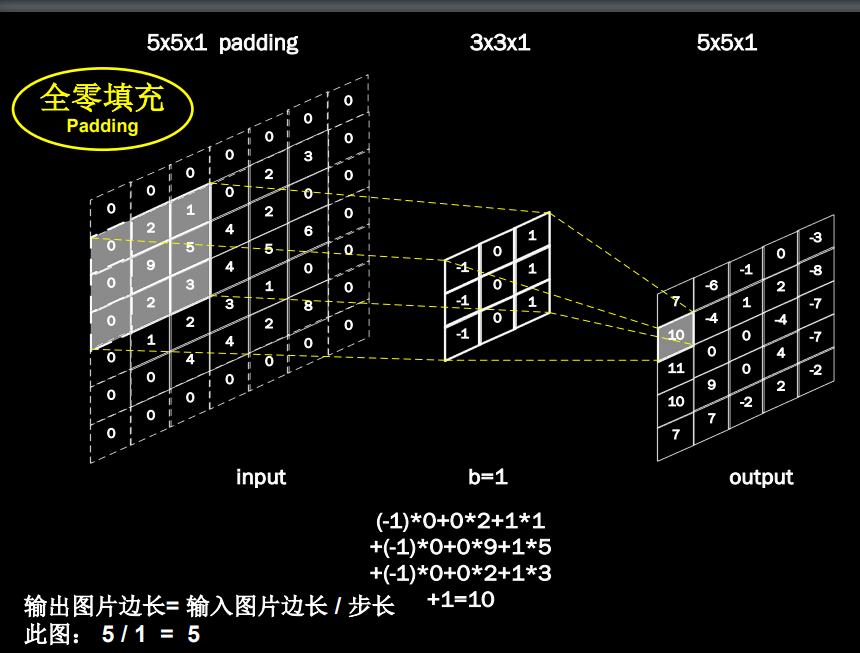 5x5x1 padding
3x3x1
5x5x1
全零填充
Padding
0 0 0 0 0 0 0
0 2 1 0 2 3 0
0 9 5 4 2 0 0
0 2 3 4 5 6 0
0 1 2 3 1 0 0
0 0 4 4 2 8 0
0 0 0 0 0 0 0
-1 0 1
-1 0 1
-1 0 1
7 -6 -1 0 -3
10 -4 1 2 -8
11 0 0 -4 -7
10 9 0 4 -7
7 7 -2 2 -2
input
b=1
output
(-1)*0+0*2+1*1
+(-1)*0+0*9+1*5
+(-1)*0+0*2+1*3
+1=10
输出图片边长= 输入图片边长 / 步长
此图： 5 / 1 = 5